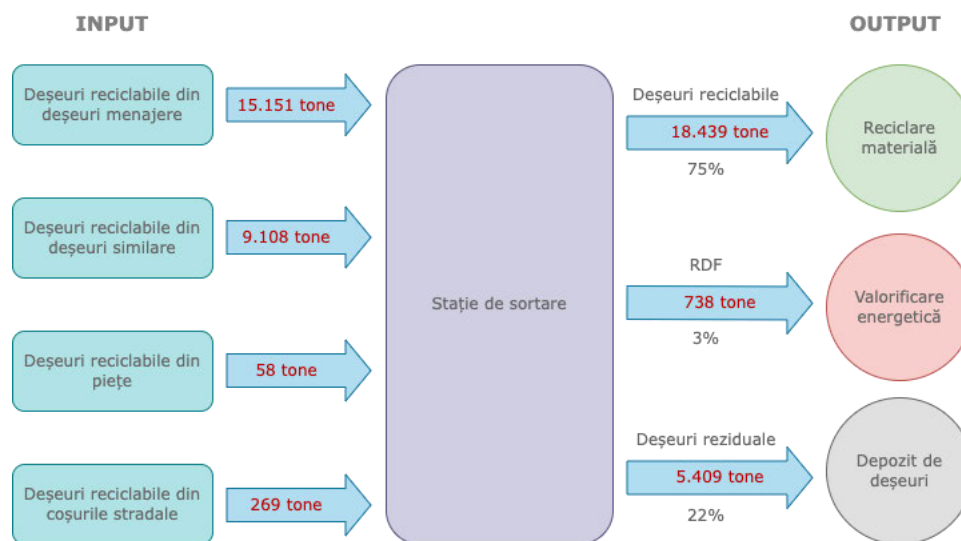 INPUT
OUTPUT
Deșeuri reciclabile din
deșeuri menajere
15.151 tone
Deșeuri reciclabile din
deșeuri similare
9.108 tone
Deșeuri reciclabile din
piețe
58 tone
Deșeuri reciclabile din
coșurile stradale
269 tone
Stație de sortare
Deșeuri reciclabile
18.439 tone
75%
Reciclare
materială
RDF
738 tone
3%
Valorificare
energetică
Deșeuri reziduale
5.409 tone
22%
Depozit de
deșeuri